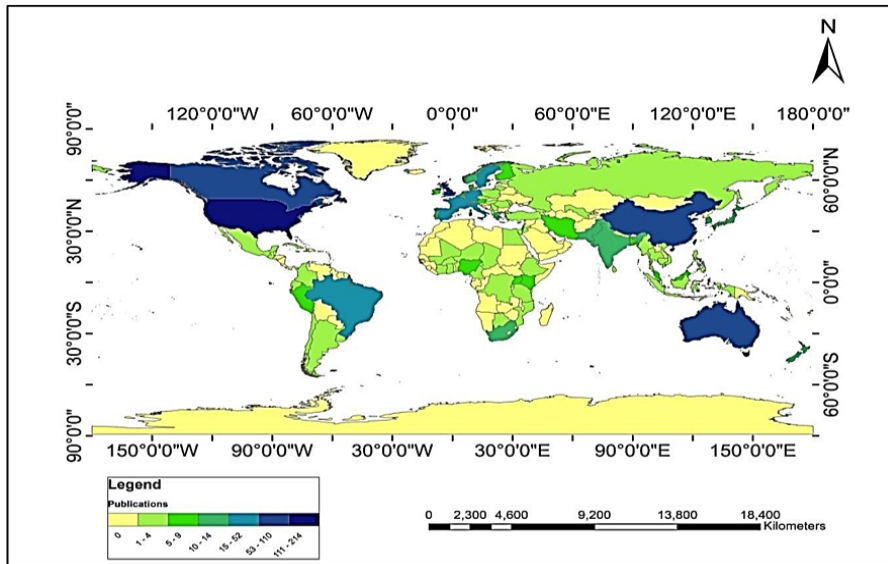 N
120°0'0"W 60°0'0"W 0°0'0" 60°0'0"E 120°0'0"E 180°0'0"
90°0'0"
60°0'0"N
30°0'0"N
0°0'0"
30°0'0"S
60°0'0"S
90°0'0"
150°0'0"W 90°0'0"W 30°0'0"W 30°0'0"E 90°0'0"E 150°0'0"E
Legend
Publications
0 1 - 4 5 - 9 10 - 14 15 - 52 53 - 110 111 - 214
0 2,300 4,600 9,200 13,800 18,400
Kilometers